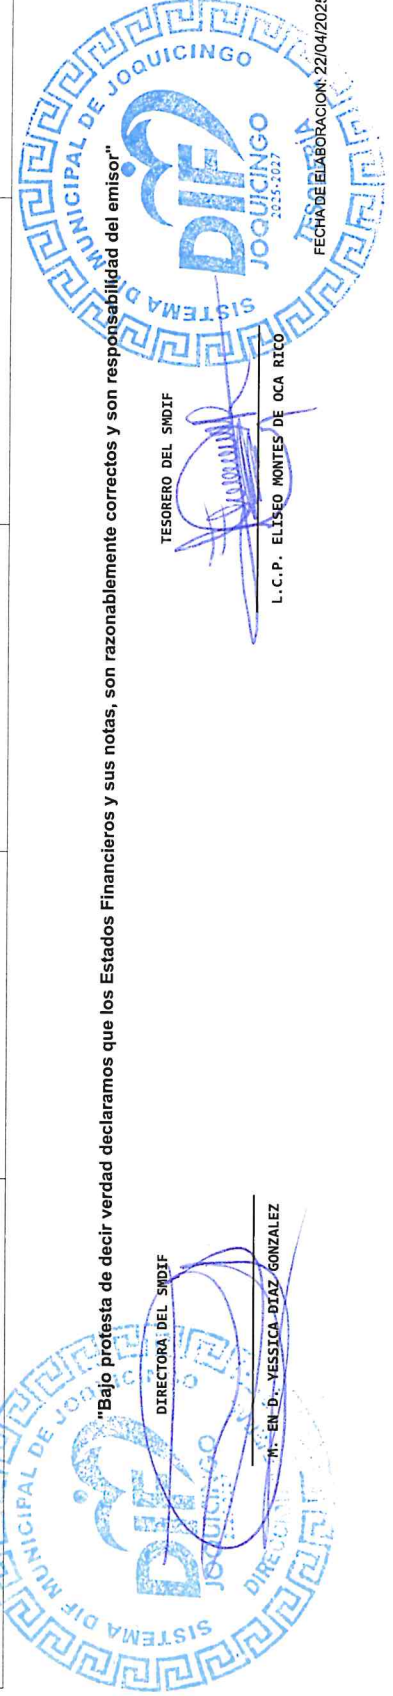 "Bajo protesta de decir verdad declaramos que los Estados Financieros y sus notas, son razonablemente correctos y son responsabilidad del emisor"
DIRECTORA DEL SMDIF
M. EN D. YESSICA DIAZ GONZALEZ
SISTEMA DIF MUNICIPAL DE JOQUICINGO
DIF
JOQUICINGO
TESORERO DEL SMDIF
L.C.P. ELISEO MONTES DE OCA RICO
SISTEMA DIF MUNICIPAL DE JOQUICINGO
DIF
JOQUICINGO
2025-2027
TESORERÍA
FECHA DE ELABORACION: 22/04/2025